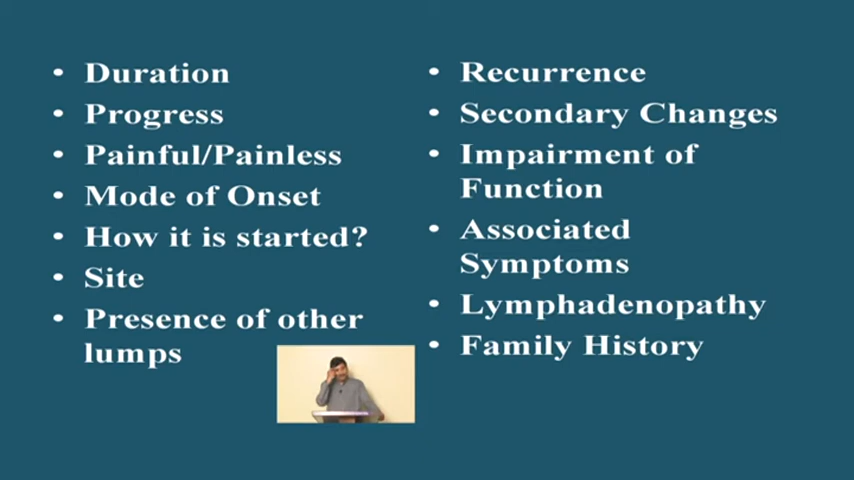 • Duration
• Progress
• Painful/Painless
• Mode of Onset
• How it is started?
• Site
• Presence of other
lumps
• Recurrence
• Secondary Changes
• Impairment of
Function
• Associated
Symptoms
• Lymphadenopathy
• Family History